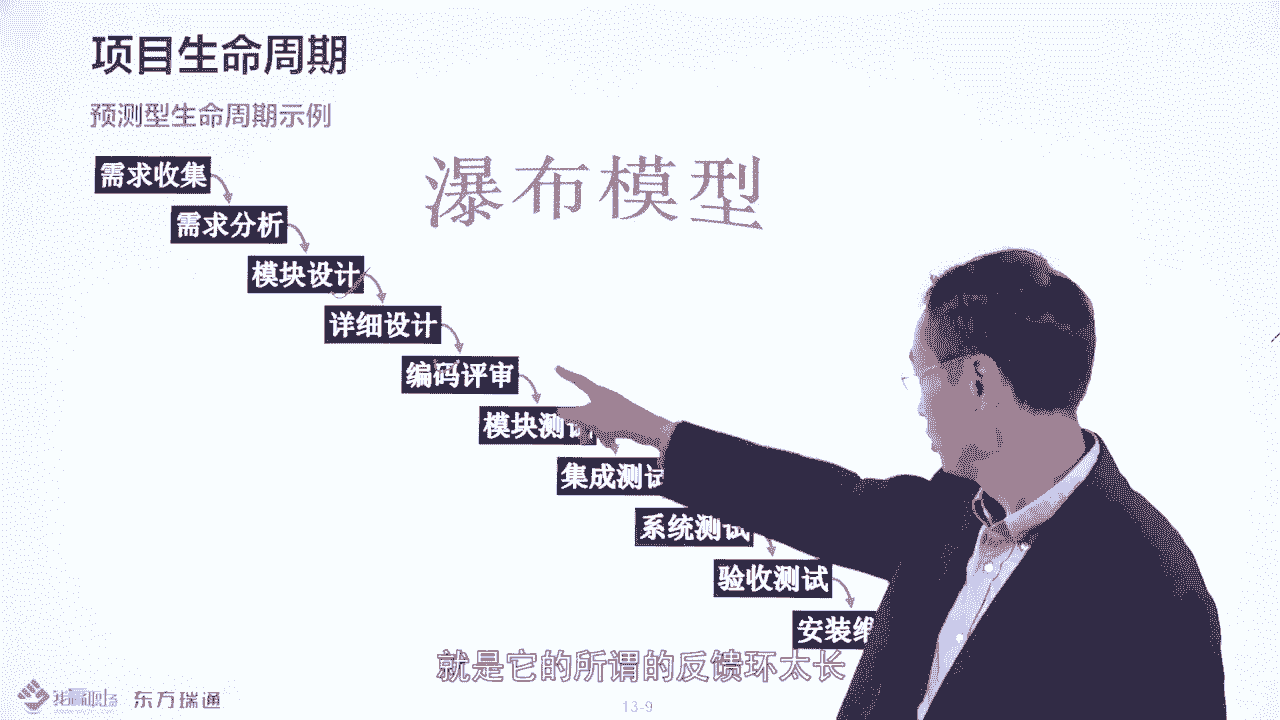 项目生命周期
预测型生命周期示例
瀑布模型
需求收集
需求分析
模块设计
详细设计
编码评审
模块测试
集成测试
系统测试
验收测试
安装维
就是它的所谓的反馈环太长
东方瑞通
13-9